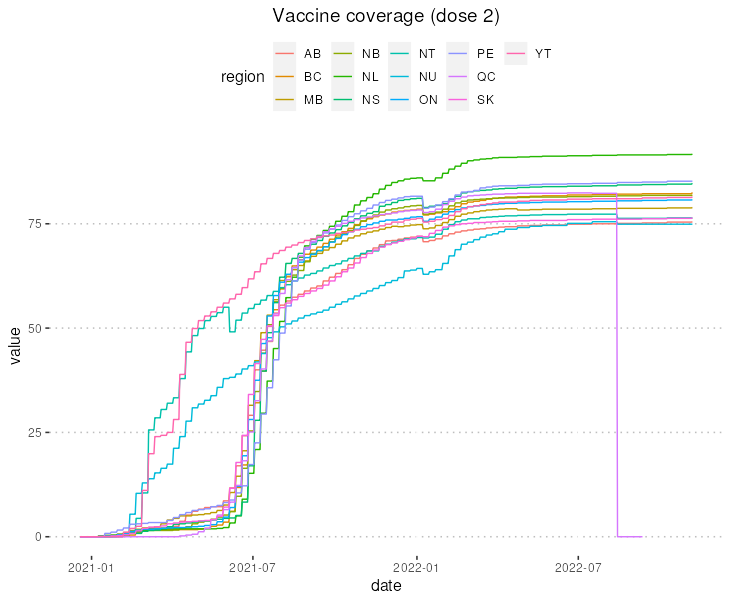 Vaccine coverage (dose 2)
AB NB NT PE YT
region BC NL NU QC
MB NS ON SK
75
50
25
0
value
2021-01 2021-07 2022-01 2022-07
date